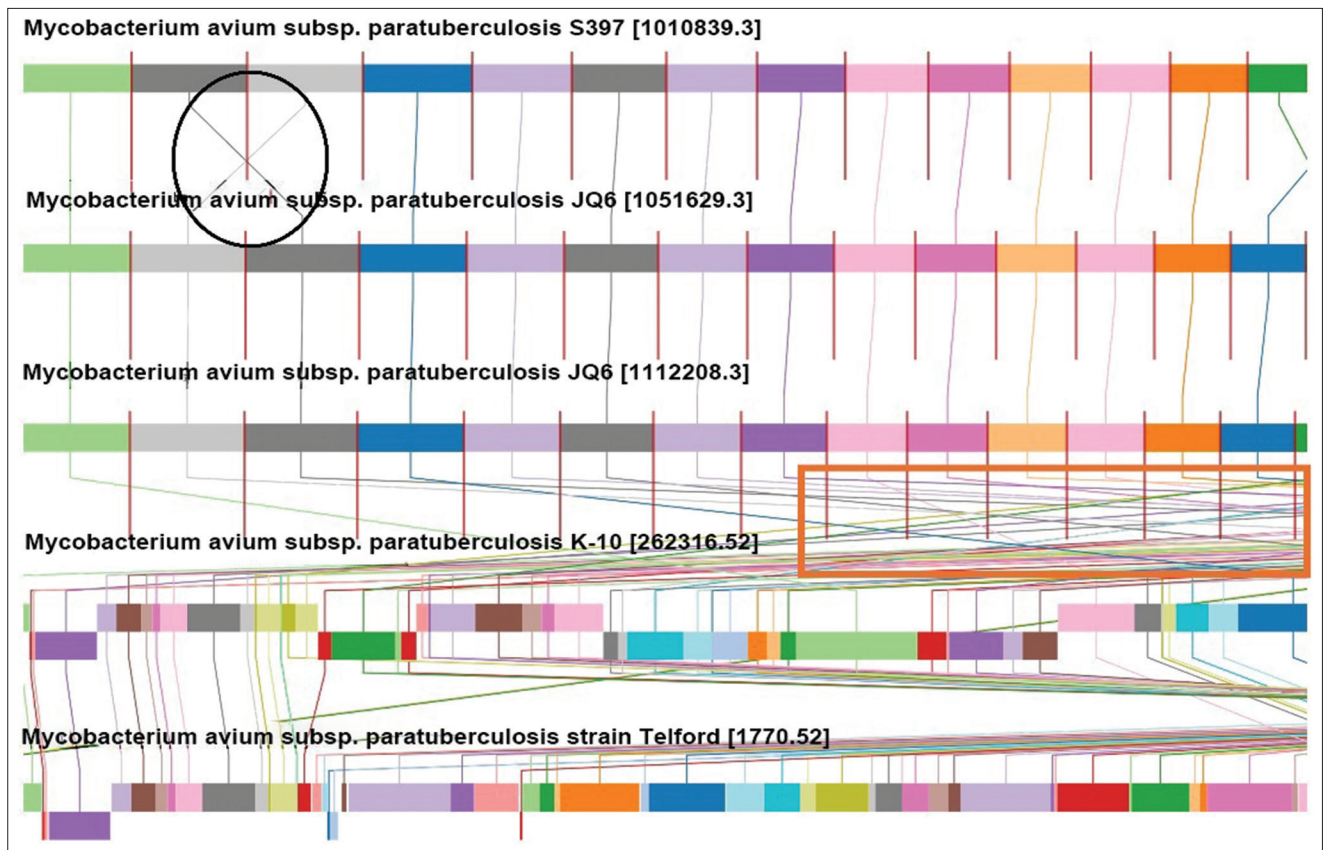 Mycobacterium avium subsp. paratuberculosis S397 [1010839.3]
Mycobacterium avium subsp. paratuberculosis JQ6 [1051629.3]
Mycobacterium avium subsp. paratuberculosis JQ6 [1112208.3]
Mycobacterium avium subsp. paratuberculosis K-10 [262316.52]
Mycobacterium avium subsp. paratuberculosis strain Telford [1770.52]